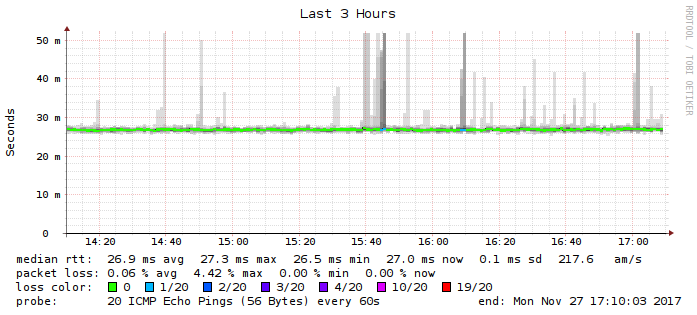 Last 3 Hours
RRDTOOL / TOBI OETIKER
Seconds
50 m
40 m
30 m
20 m
10 m
0
14:20 14:40 15:00 15:20 15:40 16:00 16:20 16:40 17:00
median rtt: 26.9 ms avg 27.3 ms max 26.5 ms min 27.0 ms now 0.1 ms sd 217.6 am/s
packet loss: 0.06 % avg 4.42 % max 0.00 % min 0.00 % now
loss color: 0 1/20 2/20 3/20 4/20 10/20 19/20
probe: 20 ICMP Echo Pings (56 Bytes) every 60s end: Mon Nov 27 17:10:03 2017